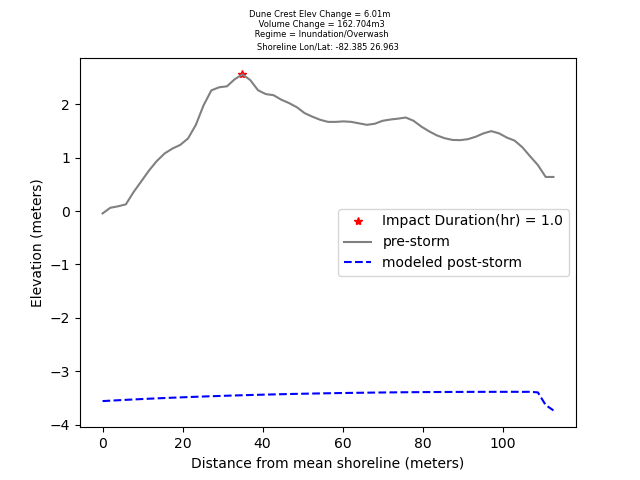 Dune Crest Elev Change = 6.01m
Volume Change = 162.704m3
Regime = Inundation/Overwash
Shoreline Lon/Lat: -82.385 26.963
2
1
0
−1
−2
−3
−4
Elevation (meters)
Impact Duration(hr) = 1.0
pre-storm
modeled post-storm
0 20 40 60 80 100
Distance from mean shoreline (meters)